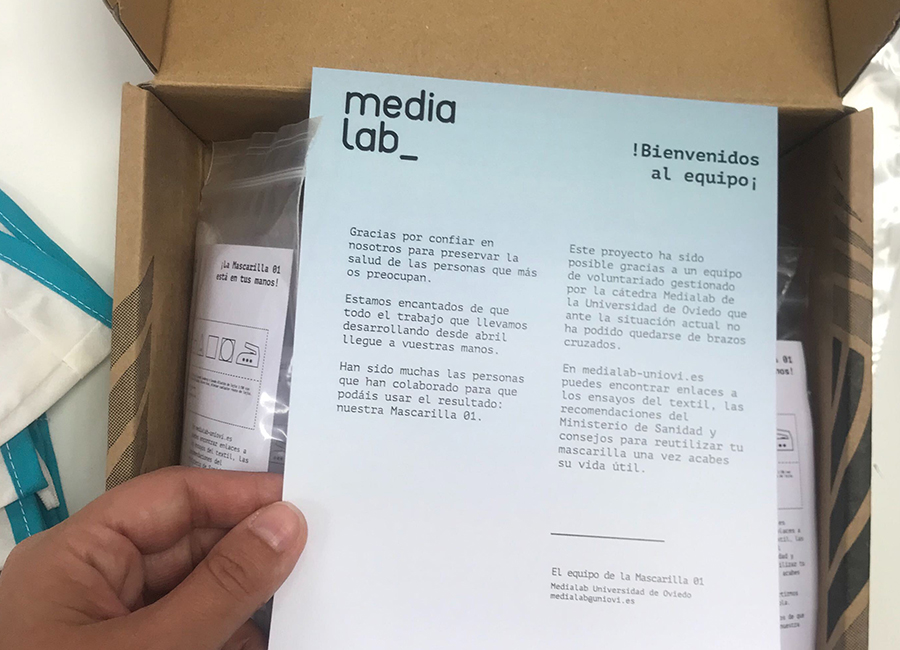 media
lab_
!Bienvenidos
al equipo¡
Gracias por confiar en
nosotros para preservar la
salud de las personas que más
os preocupan.
Estamos encantados de que
todo el trabajo que llevamos
desarrollando desde abril
llegue a vuestras manos.
Han sido muchas las personas
que han colaborado para que
podáis usar el resultado:
nuestra Mascarilla 01.
Este proyecto ha sido
posible gracias a un equipo
de voluntariado gestionado
por la cátedra Medialab de
la Universidad de Oviedo que
ante la situación actual no
ha podido quedarse de brazos
cruzados.
En medialab-uniovi.es
puedes encontrar enlaces a
los ensayos del textil, las
recomendaciones del
Ministerio de Sanidad y
consejos para reutilizar tu
mascarilla una vez acabes
su vida útil.
El equipo de la Mascarilla 01
Medialab Universidad de Oviedo
medialab@uniovi.es
¡La Mascarilla 01
está en tus manos!